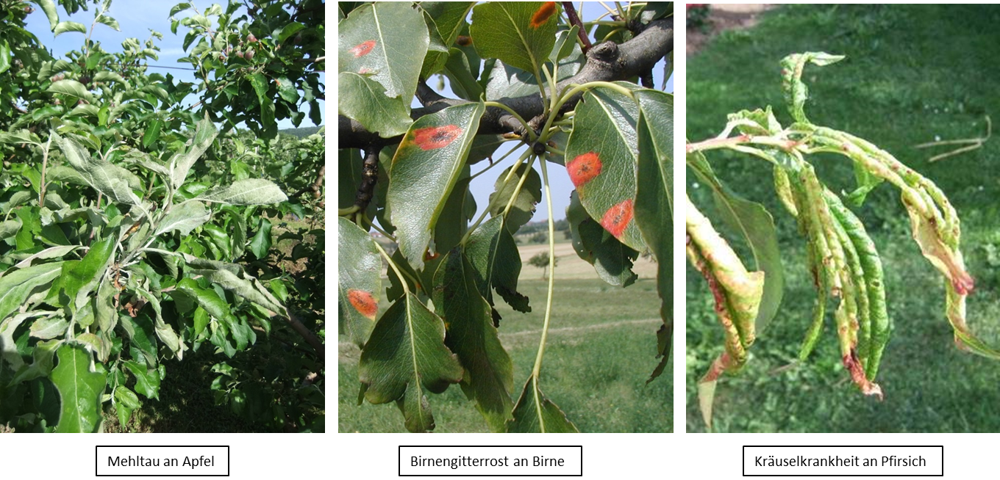 Mehltau an Apfel
Birnengitterrost an Birne
Kräuselkrankheit an Pfirsich